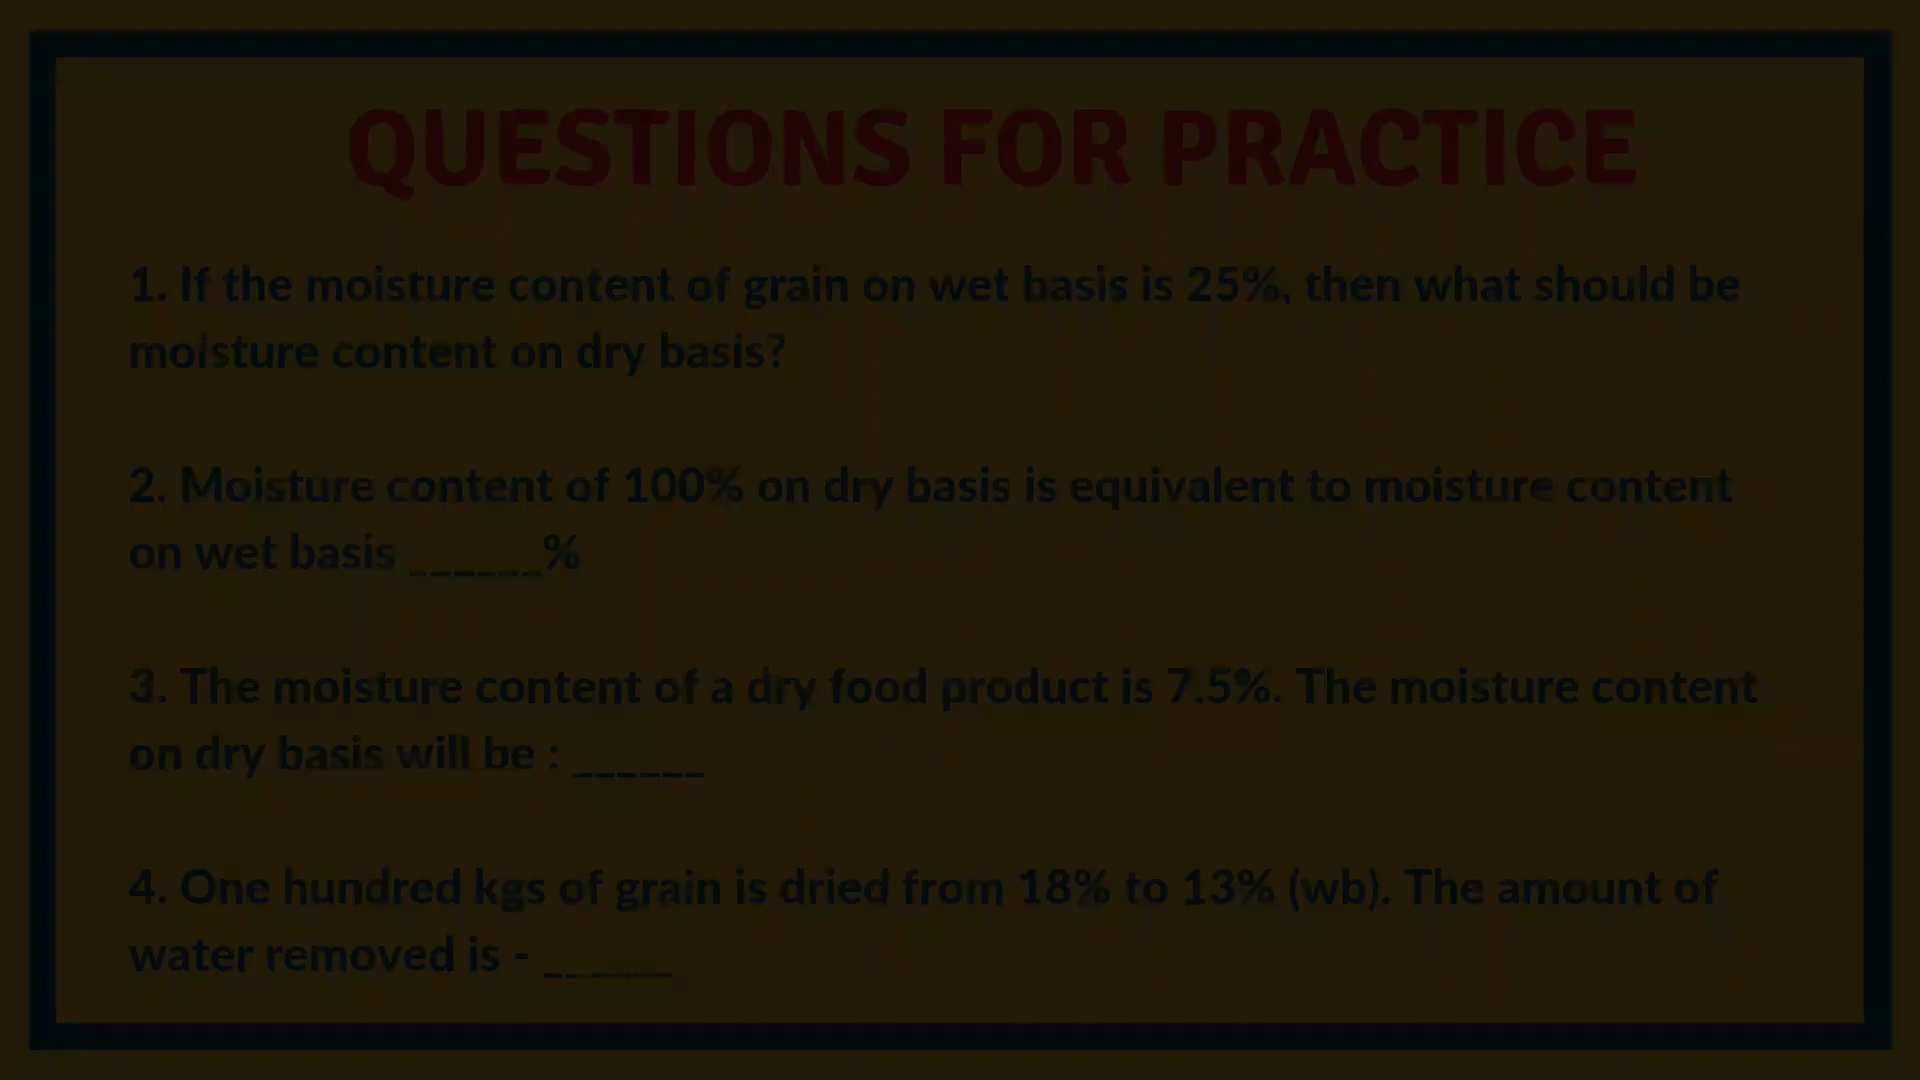 QUESTIONS FOR PRACTICE
1. If the moisture content of grain on wet basis is 25%, then what should be
moisture content on dry basis?
2. Moisture content of 100% on dry basis is equivalent to moisture content
on wet basis ______%
3. The moisture content of a dry food product is 7.5%. The moisture content
on dry basis will be : ______
4. One hundred kgs of grain is dried from 18% to 13% (wb). The amount of
water removed is - ______